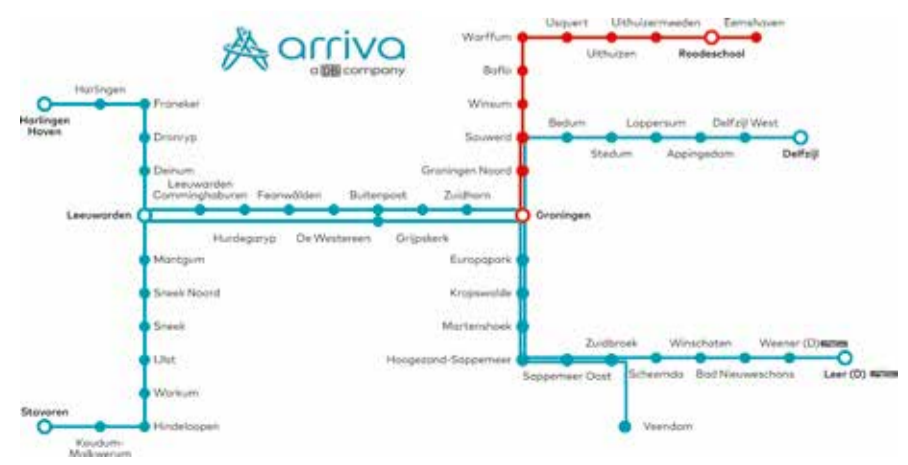 arriva
a DB company
Usquert
Uithuizermeeden
Eemshaven
Warffum
Uithuizen
Roodeschool
Baflo
Harlingen
Winsum
Harlingen
Haven
Franeker
Bedum
Loppersum
Delfzijl West
Dronryp
Sauwerd
Stedum
Appingedam
Delfzijl
Deinum
Groningen Noord
Leeuwarden
Camminghaburen
Feanwâlden
Buitenpost
Zuidhorn
Leeuwarden
Groningen
Hurdegaryp
De Westereen
Grijpskerk
Mantgum
Europapark
Sneek Noord
Kropswolde
Sneek
Martenshoek
Zuidbroek
Winschoten
Weener (D)
IJlst
Hoogezand-Sappemeer
Sappemeer Oost
Scheemda
Bad Nieuweschans
Leer (D)
Workum
Stavoren
Hindeloopen
Veendam
Koudum-
Molkwerum